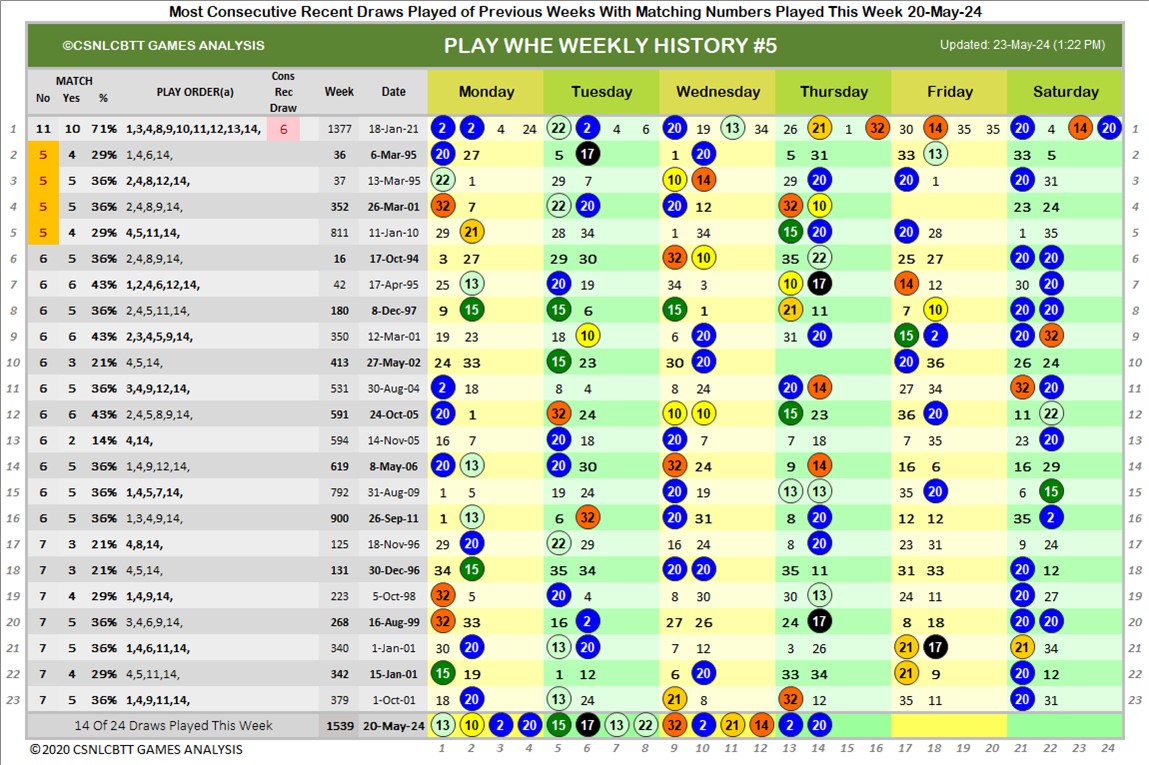 Most Consecutive Recent Draws Played of Previous Weeks With Matching Numbers Played This Week 20-May-24
©CSNLCBTT GAMES ANALYSIS PLAY WHE WEEKLY HISTORY #5 Updated: 23-May-24 (1:22 PM)
MATCH
No Yes % PLAY ORDER(a) Cons Rec Draw Week Date Monday Tuesday Wednesday Thursday Friday Saturday
1 11 10 71% 1,3,4,8,9,10,11,12,13,14, 6 1377 18-Jan-21 2 2 4 24 22 2 4 6 20 19 13 34 26 21 1 32 30 14 35 35 20 4 14 20 1
2 5 4 29% 1,4,6,14, 36 6-Mar-95 20 27 5 17 1 20 5 31 33 13 33 5 2
3 5 5 36% 2,4,8,12,14, 37 13-Mar-95 22 1 29 7 10 14 29 20 20 1 20 31 3
4 5 5 36% 2,4,8,9,14, 352 26-Mar-01 32 7 22 20 20 12 32 10 23 24 4
5 5 4 29% 4,5,11,14, 811 11-Jan-10 29 21 28 34 1 34 15 20 20 28 1 35 5
6 6 5 36% 2,4,8,9,14, 16 17-Oct-94 3 27 29 30 32 10 35 22 25 27 20 20 6
7 6 6 43% 1,2,4,6,12,14, 42 17-Apr-95 25 13 20 19 34 3 10 17 14 12 30 20 7
8 6 5 36% 2,4,5,11,14, 180 8-Dec-97 9 15 15 6 15 1 21 11 7 10 20 20 8
9 6 6 43% 2,3,4,5,9,14, 350 12-Mar-01 19 23 18 10 6 20 31 20 15 2 20 32 9
10 6 3 21% 4,5,14, 413 27-May-02 24 33 15 23 30 20 20 36 26 24 10
11 6 5 36% 3,4,9,12,14, 531 30-Aug-04 2 18 8 4 8 24 20 14 27 34 32 20 11
12 6 6 43% 2,4,5,8,9,14, 591 24-Oct-05 20 1 32 24 10 10 15 23 36 20 11 22 12
13 6 2 14% 4,14, 594 14-Nov-05 16 7 20 18 20 7 7 18 7 35 23 20 13
14 6 5 36% 1,4,9,12,14, 619 8-May-06 20 13 20 30 32 24 9 14 16 6 16 29 14
15 6 5 36% 1,4,5,7,14, 792 31-Aug-09 1 5 19 24 20 19 13 13 35 20 6 15 15
16 6 5 36% 1,3,4,9,14, 900 26-Sep-11 1 13 6 32 20 31 8 20 12 12 35 2 16
17 7 3 21% 4,8,14, 125 18-Nov-96 29 20 22 29 16 24 8 20 23 31 9 24 17
18 7 3 21% 4,5,14, 131 30-Dec-96 34 15 35 34 20 20 35 11 31 33 20 12 18
19 7 4 29% 1,4,9,14, 223 5-Oct-98 32 5 20 4 8 30 30 13 24 11 20 27 19
20 7 5 36% 3,4,6,9,14, 268 16-Aug-99 32 33 16 2 27 26 24 17 8 18 20 20 20
21 7 5 36% 1,4,6,11,14, 340 1-Jan-01 30 20 13 20 7 12 3 26 21 17 21 34 21
22 7 4 29% 4,5,11,14, 342 15-Jan-01 15 19 1 12 6 20 33 34 21 9 20 12 22
23 7 5 36% 1,4,9,11,14, 379 1-Oct-01 18 20 13 24 21 8 32 12 35 11 20 31 23
14 Of 24 Draws Played This Week 1539 20-May-24 13 10 2 20 15 17 13 22 32 2 21 14 2 20
© 2020 CSNLCBTT GAMES ANALYSIS 1 2 3 4 5 6 7 8 9 10 11 12 13 14 15 16 17 18 19 20 21 22 23 24